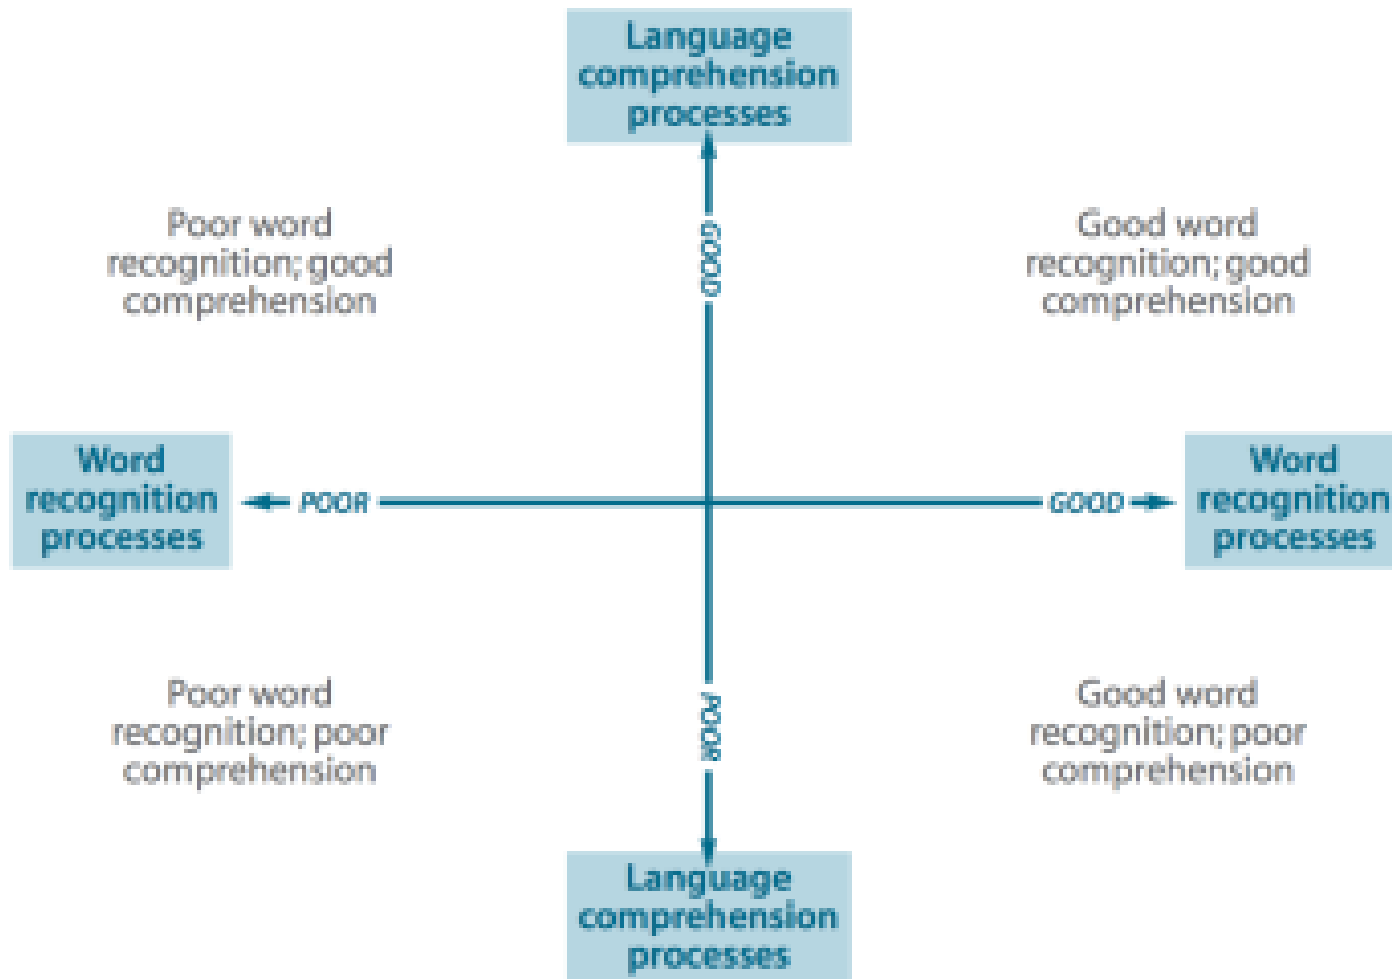 Language
comprehension
processes
Poor word
recognition; good
comprehension
GOOD
Good word
recognition; good
comprehension
Word
recognition
processes
POOR
GOOD
Word
recognition
processes
Poor word
recognition; poor
comprehension
POOR
Good word
recognition; poor
comprehension
Language
comprehension
processes